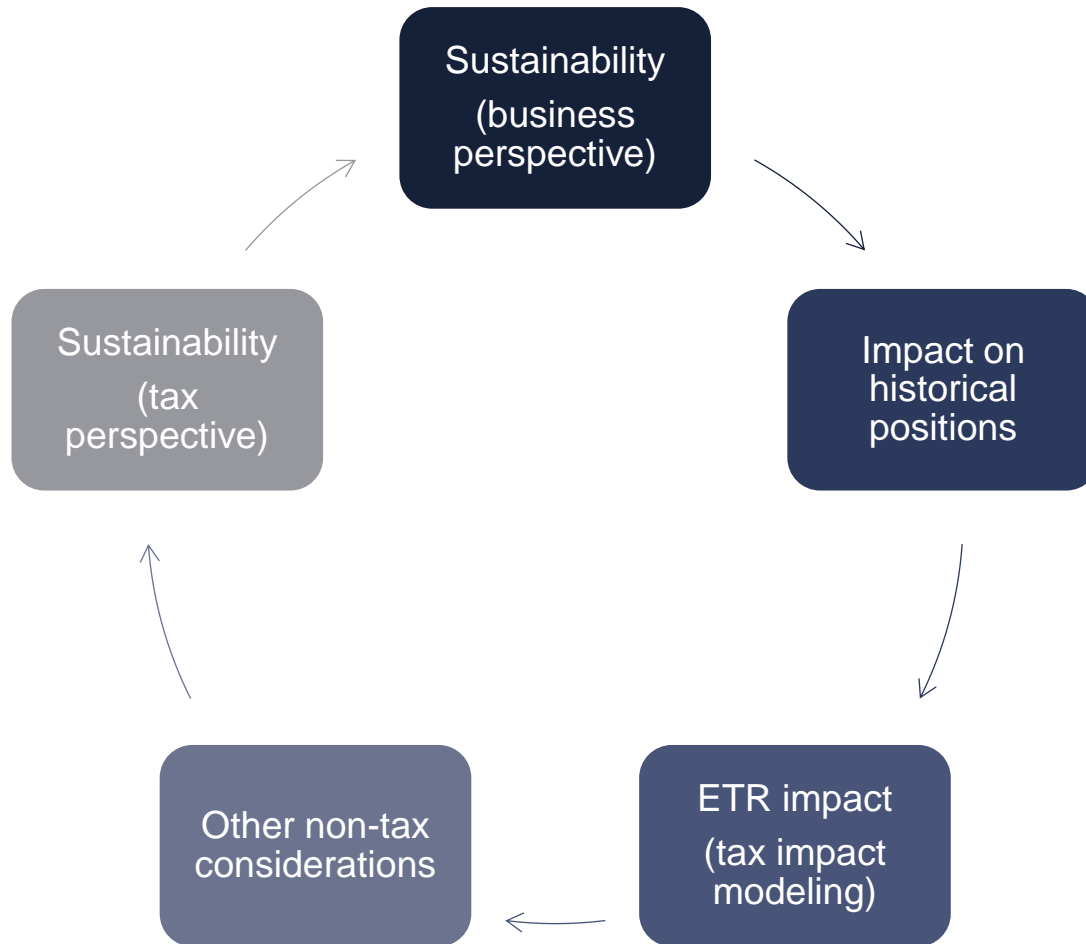 Sustainability
(business
perspective)
Impact on
historical
positions
ETR impact
(tax impact
modeling)
Other non-tax
considerations
Sustainability
(tax
perspective)